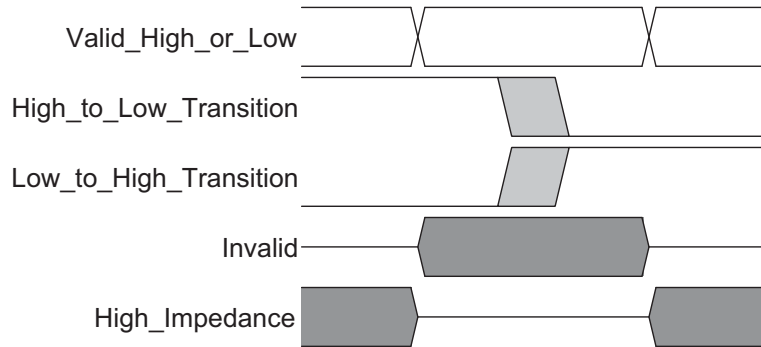 Valid_High_or_Low
High_to_Low_Transition
Low_to_High_Transition
Invalid
High_Impedance